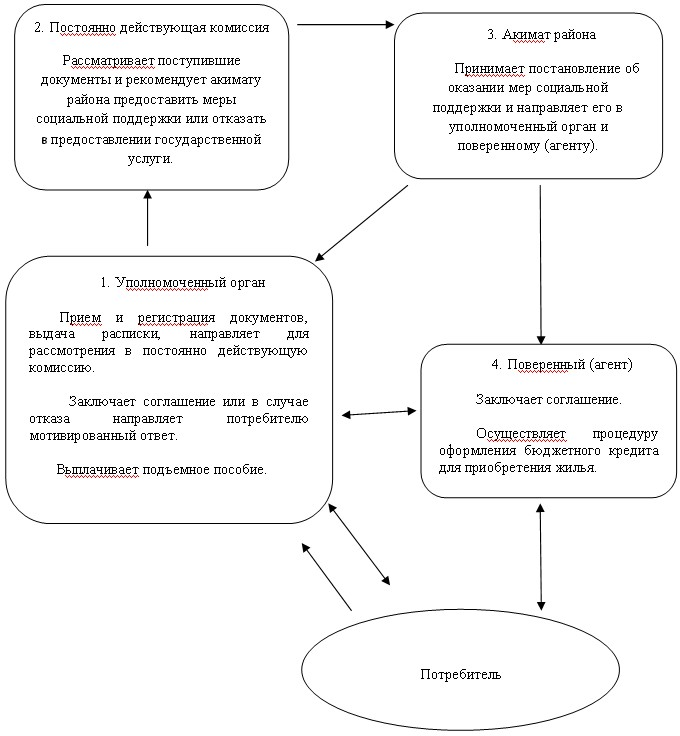 2. Постоянно действующая комиссия
Рассматривает поступившие
документы и рекомендует акимату
района предоставить меры
социальной поддержки или отказать
в предоставлении государственной
услуги.
3. Акимат района
Принимает постановление об
оказании мер социальной
поддержки и направляет его в
уполномоченный орган и
поверенному (агенту).
1. Уполномоченный орган
Прием и регистрация документов,
выдача расписки, направляет для
рассмотрения в постоянно действующую
комиссию.
Заключает соглашение или в случае
отказа направляет потребителю
мотивированный ответ.
Выплачивает подъемное пособие.
4. Поверенный (агент)
Заключает соглашение.
Осуществляет процедуру
оформления бюджетного кредита
для приобретения жилья.
Потребитель